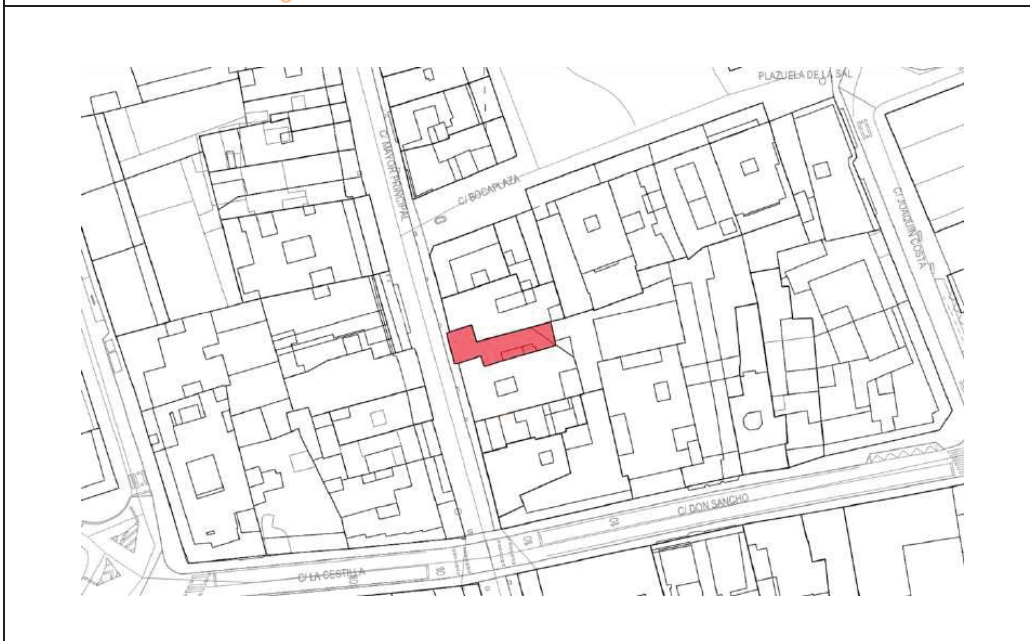 PLAZUELA DE LA SAL
C/ MAYOR PRINCIPAL
C/ BOCAPLAZA
C/ JOAQUIN COSTA
C/ DON SANCHO
C/ LA CESTILLA